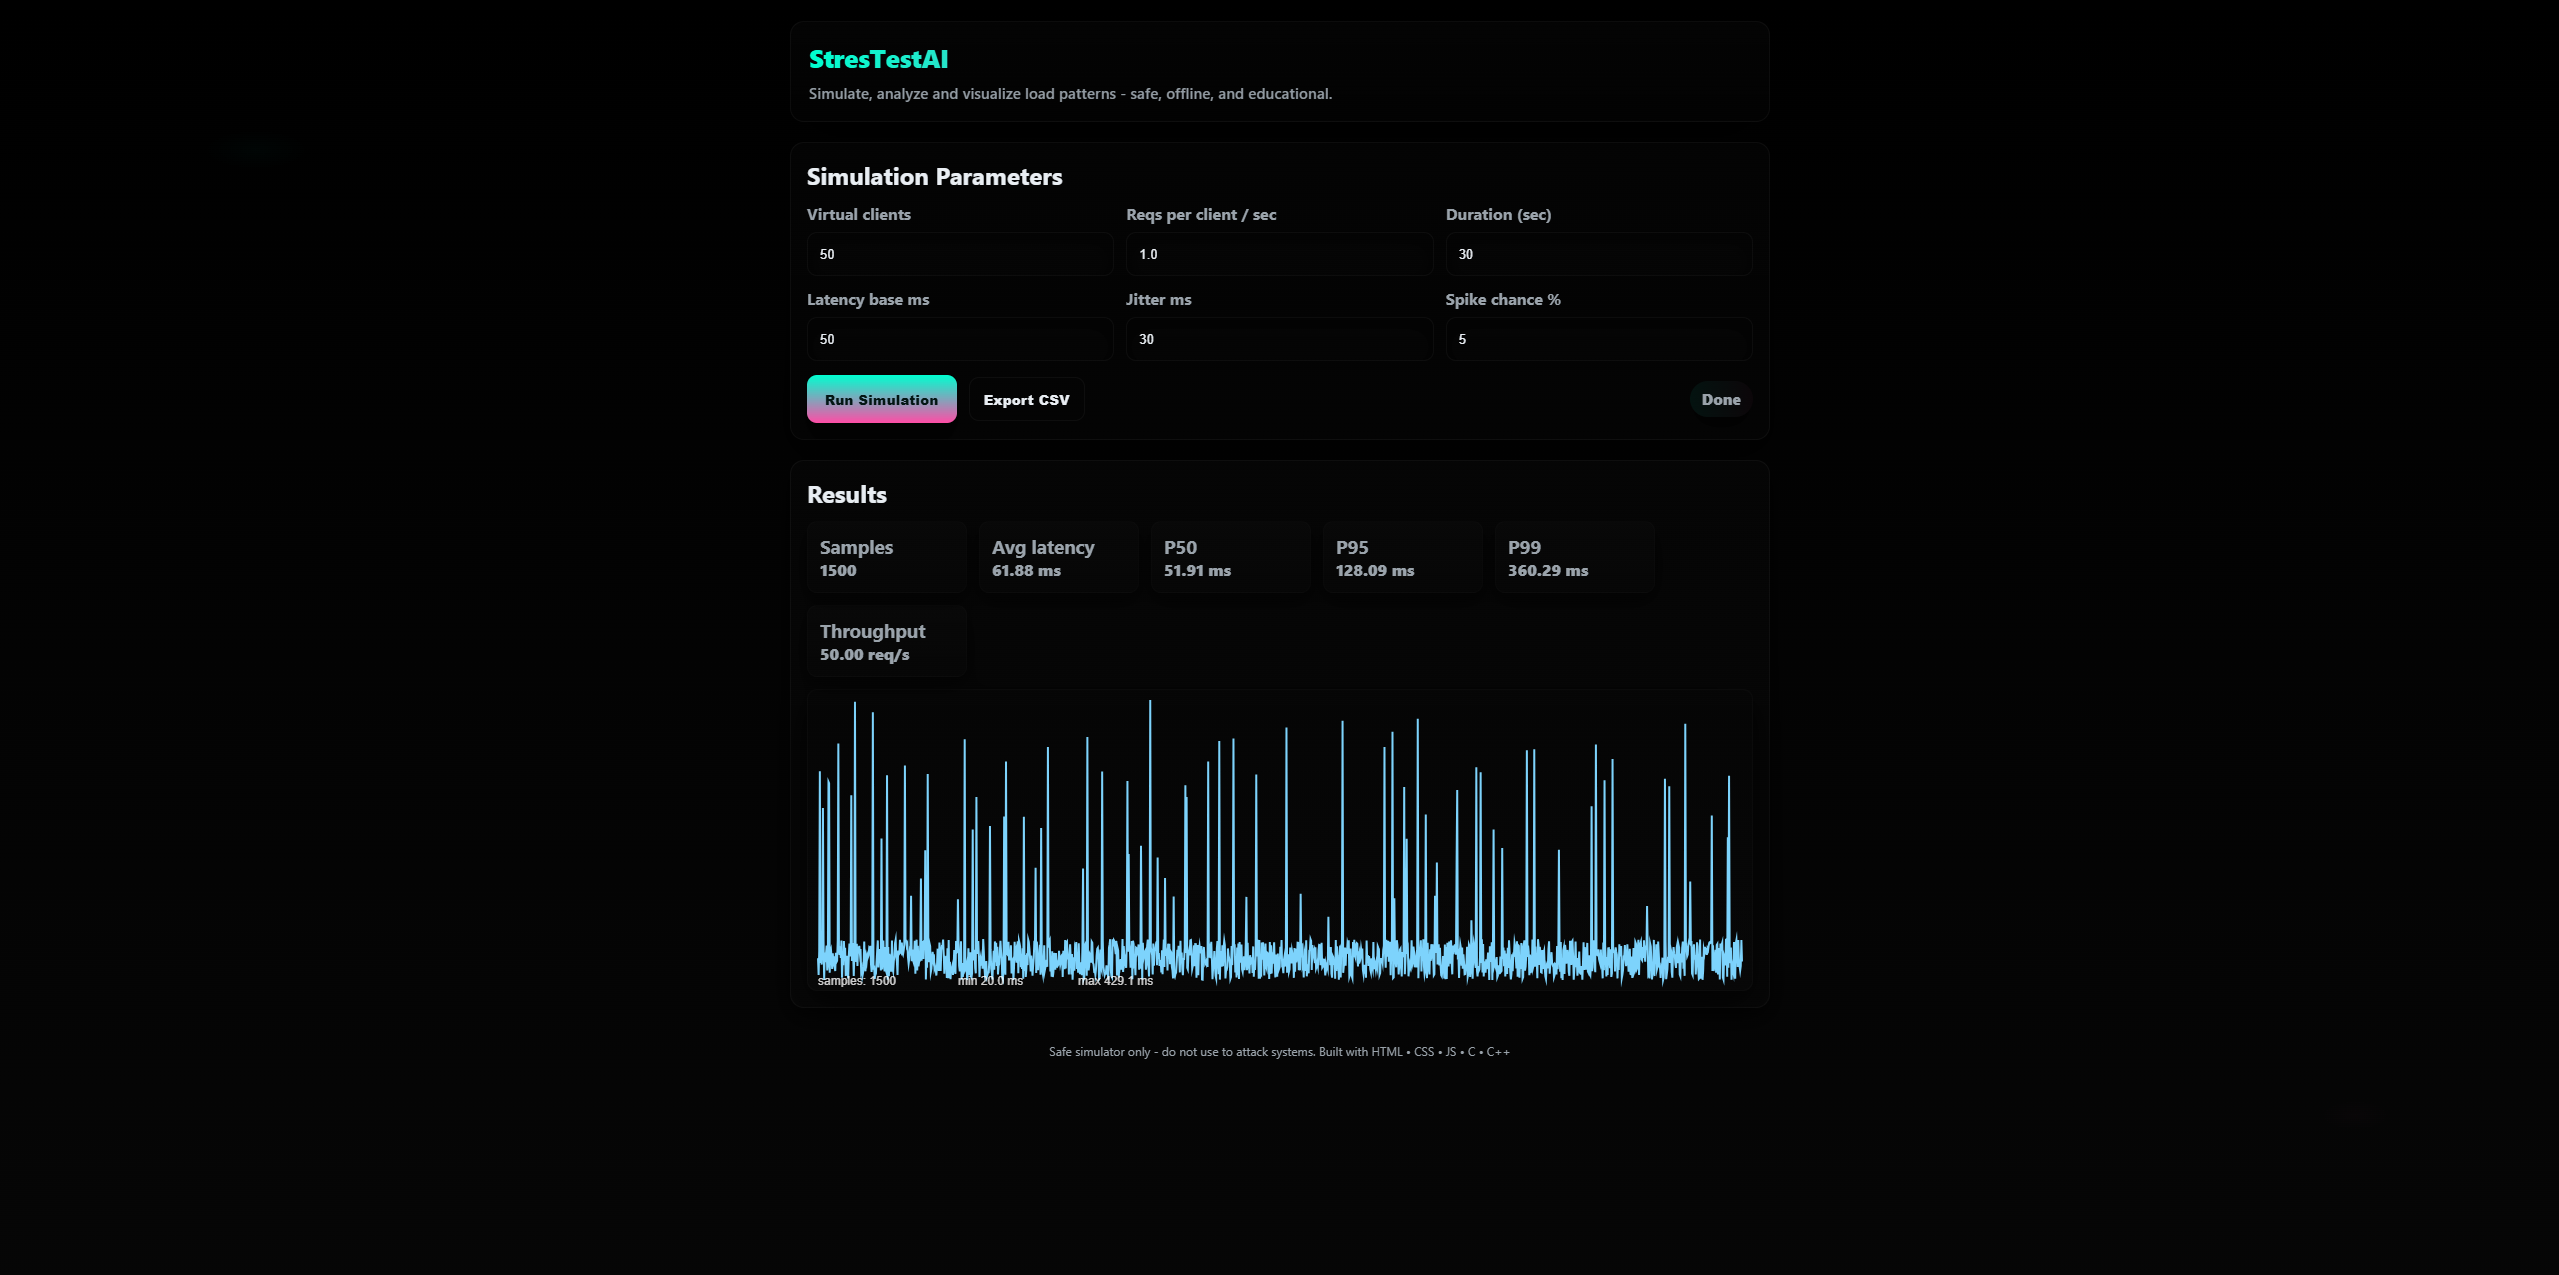 StresTestAI
Simulate, analyze and visualize load patterns - safe, offline, and educational.
Simulation Parameters
Virtual clients
Reqs per client / sec
Duration (sec)
50
1.0
30
Latency base ms
Jitter ms
Spike chance %
50
30
5
Run Simulation
Export CSV
Done
Results
Samples
1500
Avg latency
61.88 ms
P50
51.91 ms
P95
128.09 ms
P99
360.29 ms
Throughput
50.00 req/s
samples: 1500
min 20.0 ms
max 429.1 ms
Safe simulator only - do not use to attack systems. Built with HTML • CSS • JS • C • C++